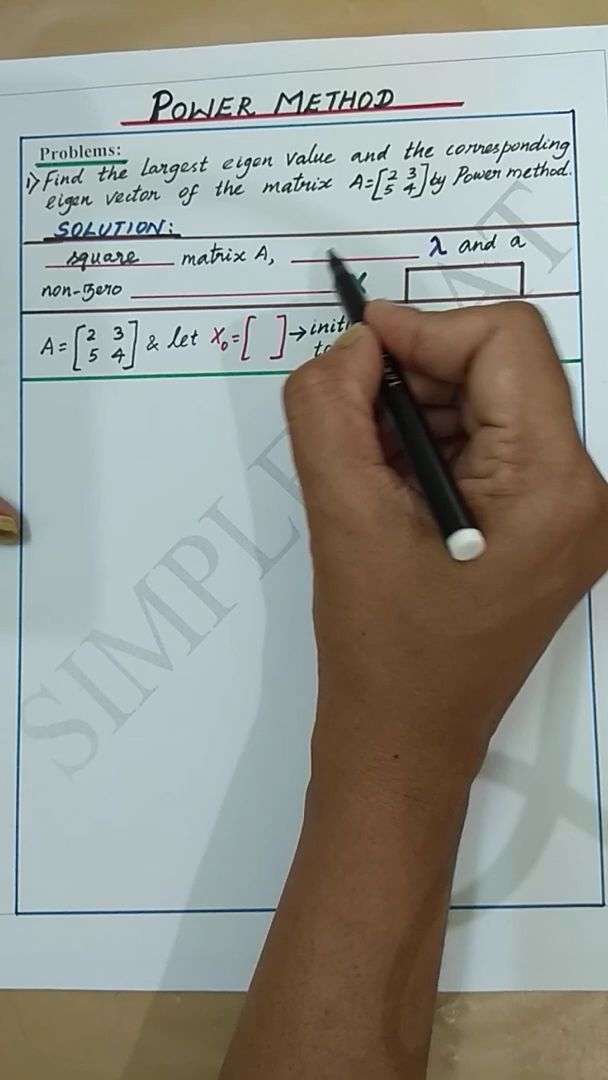 POWER METHOD
Problems:
1) Find the Largest eigen value and the corresponding
eigen vector of the matrix A=[2 3 5 4] by Power method.
SOLUTION:
square matrix A, λ and a
non-zero X
A=[2 3 5 4] & let X₀=[ ]→
SIMPLE AT